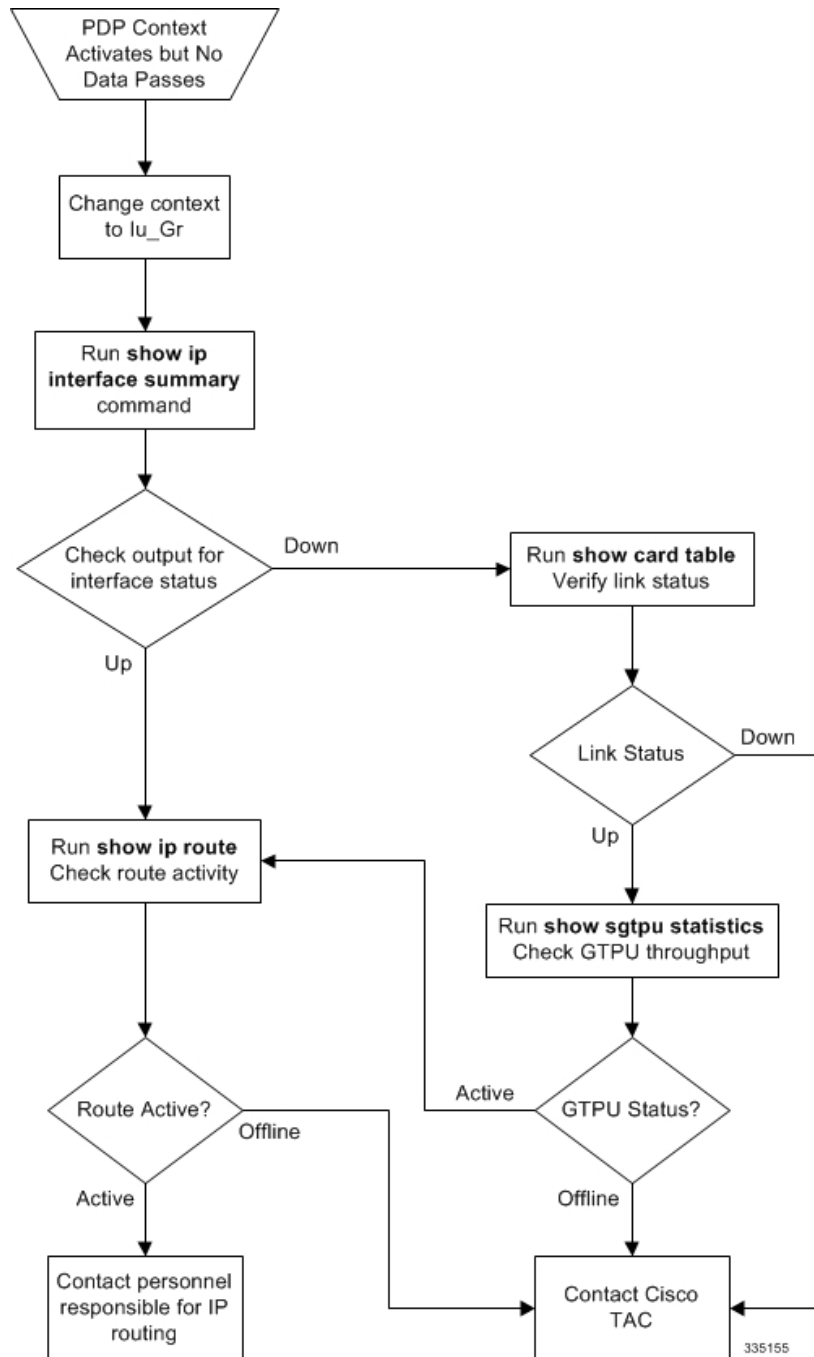 PDP Context
Activates but No
Data Passes
Change context
to Iu_Gr
Run show ip
interface summary
command
Check output for
interface status
Down
Up
Run show card table
Verify link status
Link Status
Down
Up
Run show ip route
Check route activity
Run show sgtpu statistics
Check GTPU throughput
Route Active?
Offline
Active
GTPU Status?
Active
Offline
Contact personnel
responsible for IP
routing
Contact Cisco
TAC
335155